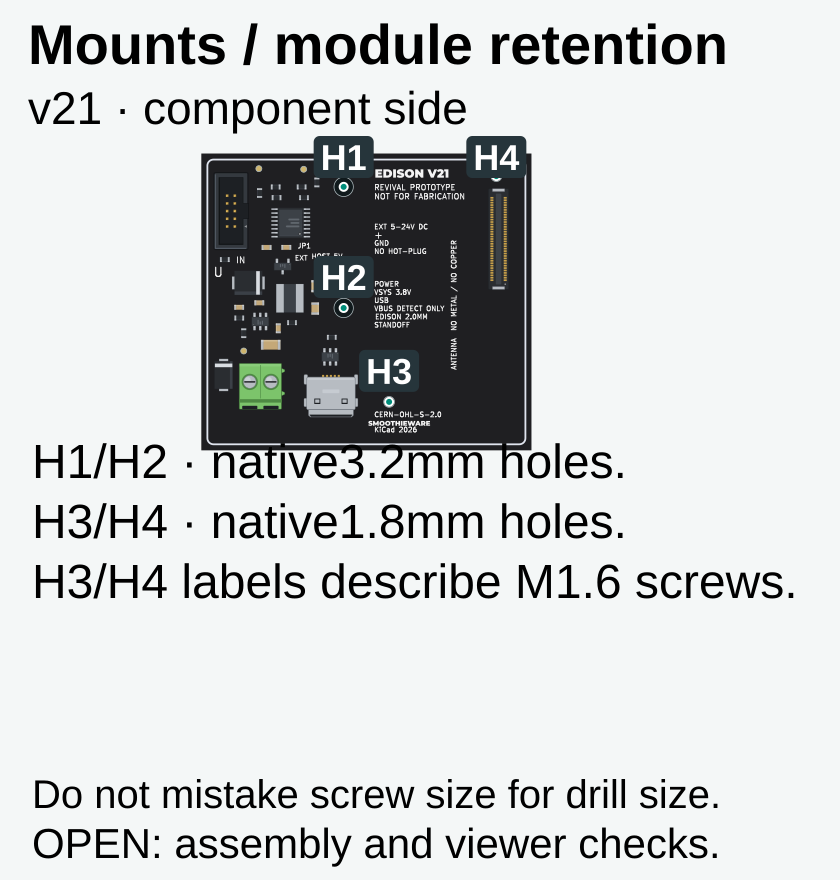 Mounts / module retention
v21 · component side
H1
H4
EDISON V21
REVIVAL PROTOTYPE
NOT FOR FABRICATION
EXT 5-24V DC
+
GND
NO HOT-PLUG
JP1
IN
U
H2
POWER
VSYS 3.8V
USB
VBUS DETECT ONLY
EDISON 2.0MM
STANDOFF
ANTENNA NO METAL / NO COPPER
H3
CERN-OHL-S-2.0
SMOOTHIEWARE
KiCad 2026
H1/H2 · native3.2mm holes.
H3/H4 · native1.8mm holes.
H3/H4 labels describe M1.6 screws.
Do not mistake screw size for drill size.
OPEN: assembly and viewer checks.